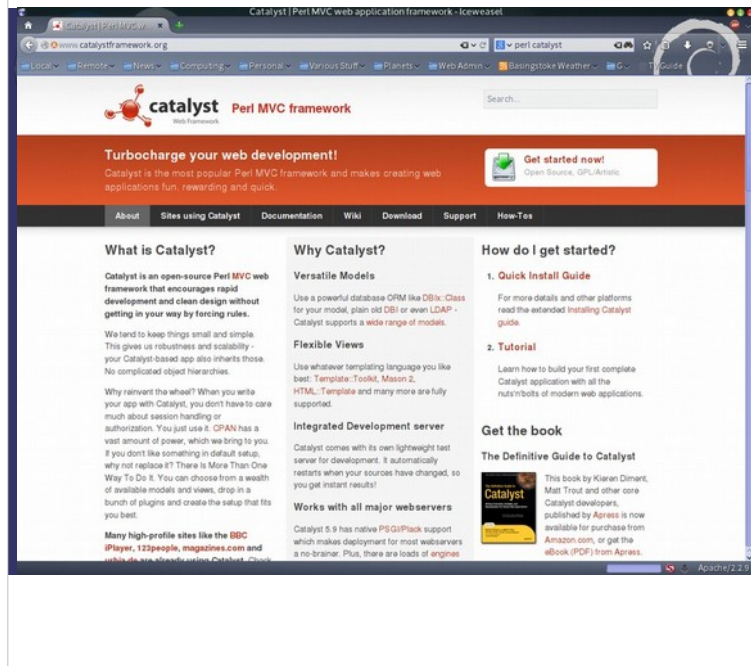 Catalyst | Perl MVC web application framework - Iceweasel
Catalyst | Perl MVC w
www.catalystframework.org
perl catalyst
Local
Remote
News
Computing
Personal
Various Stuff
Planets
Web Admin
Basingstoke Weather
G
Guide
catalyst
Web Framework
Perl MVC framework
Search...
Turbocharge your web development!
Catalyst is the most popular Perl MVC framework and makes creating web
applications fun, rewarding and quick.
Get started now!
Open Source, GPL/Artistic
About
Sites using Catalyst
Documentation
Wiki
Download
Support
How-Tos
What is Catalyst?
Catalyst is an open-source Perl MVC web
framework that encourages rapid
development and clean design without
getting in your way by forcing rules.
We tend to keep things small and simple.
This gives us robustness and scalability -
your Catalyst-based app also inherits those.
No complicated object hierarchies.
Why reinvent the wheel? When you write
your app with Catalyst, you don't have to care
much about session handling or
authorization. You just use it. CPAN has a
vast amount of power, which we bring to you.
If you don't like something in default setup,
why not replace it? There Is More Than One
Way To Do It. You can choose from a wealth
of available models and views, drop in a
bunch of plugins and create the setup that fits
you best.
Many high-profile sites like the BBC
iPlayer, 123people, magazines.com and
urbia.de are already using Catalyst. Check
Why Catalyst?
Versatile Models
Use a powerful database ORM like DBIx::Class
for your model, plain old DBI or even LDAP -
Catalyst supports a wide range of models.
Flexible Views
Use whatever templating language you like
best: Template::Toolkit, Mason 2,
HTML::Template and many more are fully
supported.
Integrated Development server
Catalyst comes with its own lightweight test
server for development. It automatically
restarts when your sources have changed, so
you get instant results!
Works with all major webservers
Catalyst 5.9 has native PSGI/Plack support
which makes deployment for most webservers
a no-brainer. Plus, there are loads of engines
How do I get started?
1. Quick Install Guide
For more details and other platforms
read the extended Installing Catalyst
guide.
2. Tutorial
Learn how to build your first complete
Catalyst application with all the
nuts'n'bolts of modern web applications.
Get the book
The Definitive Guide to Catalyst
Catalyst
This book by Kieren Diment,
Matt Trout and other core
Catalyst developers,
published by Apress is now
available for purchase from
Amazon.com, or get the
eBook (PDF) from Apress.
Apache/2.2.9